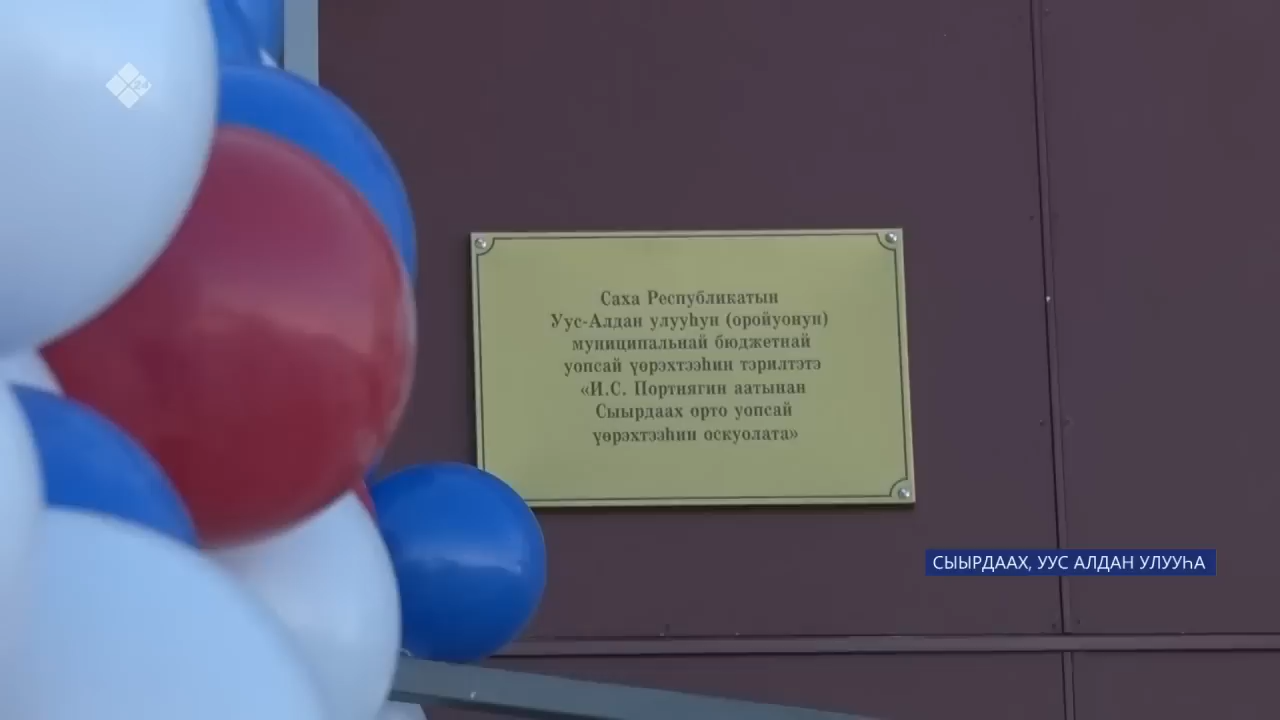 24
Саха Республикатын
Уус-Алдан улууһун (оройуонун)
муниципальнай бюджетнай
уопсай үөрэхтээһин тэрилтэтэ
«И.С. Портнягин аатынан
Сыырдаах орто уопсай
үөрэхтээһин оскуолата»
СЫЫРДААХ, УУС АЛДАН УЛУУҺА